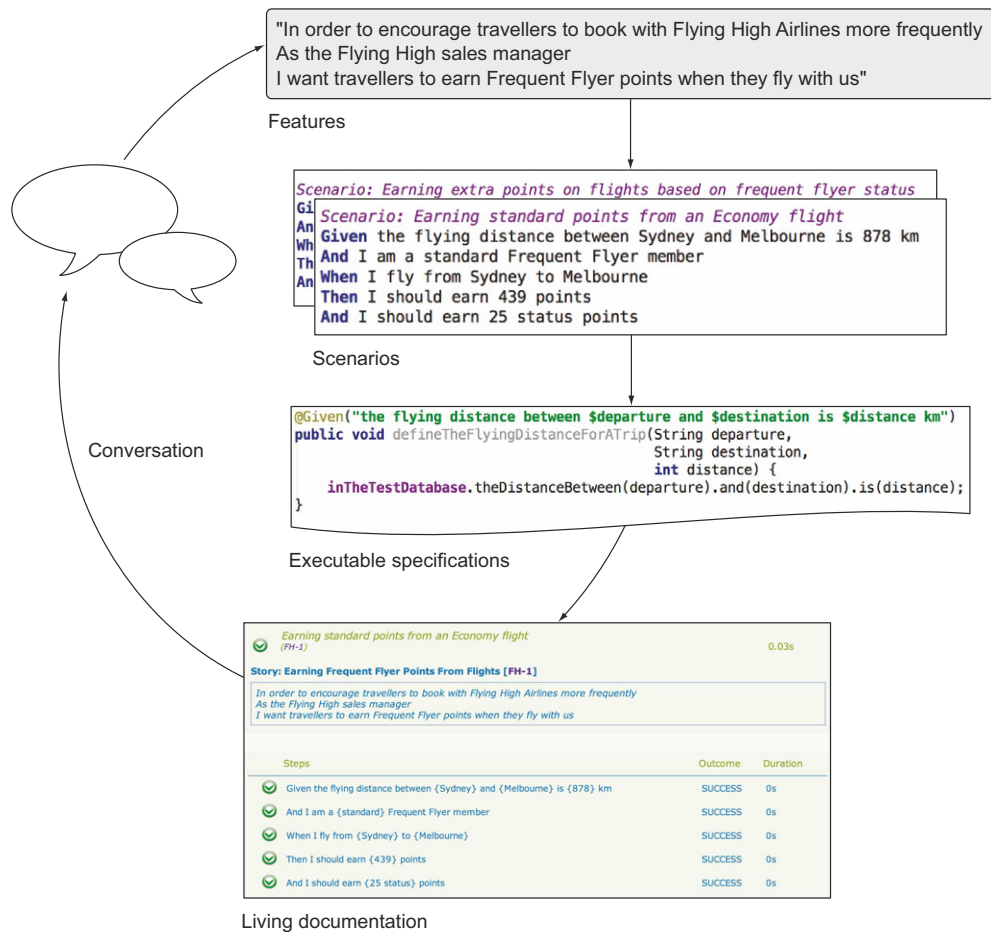 "In order to encourage travellers to book with Flying High Airlines more frequently
As the Flying High sales manager
I want travellers to earn Frequent Flyer points when they fly with us"
Features
Scenario: Earning extra points on flights based on frequent flyer status
Gi
An
Wh
Th
An
Scenario: Earning standard points from an Economy flight
Given the flying distance between Sydney and Melbourne is 878 km
And I am a standard Frequent Flyer member
When I fly from Sydney to Melbourne
Then I should earn 439 points
And I should earn 25 status points
Scenarios
@Given("the flying distance between $departure and $destination is $distance km")
public void defineTheFlyingDistanceForATrip(String departure,
String destination,
int distance) {
inTheTestDatabase.theDistanceBetween(departure).and(destination).is(distance);
}
Conversation
Executable specifications
Earning standard points from an Economy flight
(FH-1)
0.03s
Story: Earning Frequent Flyer Points From Flights [FH-1]
In order to encourage travellers to book with Flying High Airlines more frequently
As the Flying High sales manager
I want travellers to earn Frequent Flyer points when they fly with us
Steps Outcome Duration
Given the flying distance between {Sydney} and {Melbourne} is {878} km SUCCESS 0s
And I am a {standard} Frequent Flyer member SUCCESS 0s
When I fly from {Sydney} to {Melbourne} SUCCESS 0s
Then I should earn {439} points SUCCESS 0s
And I should earn {25 status} points SUCCESS 0s
Living documentation